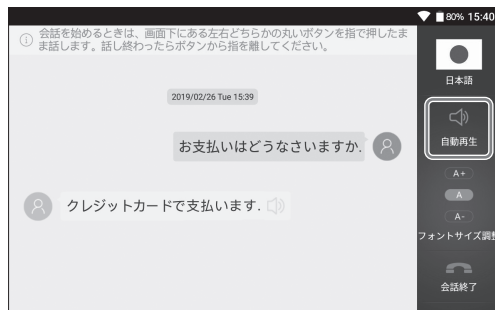 80% 15:40
会話を始めるときは、画面下にある左右どちらかの丸いボタンを指で押したま
ま話します。話し終わったらボタンから指を離してください。
2019/02/26 Tue 15:39
お支払いはどうなさいますか.
クレジットカードで支払います.
日本語
自動再生
A+
A
A-
フォントサイズ調整
会話終了